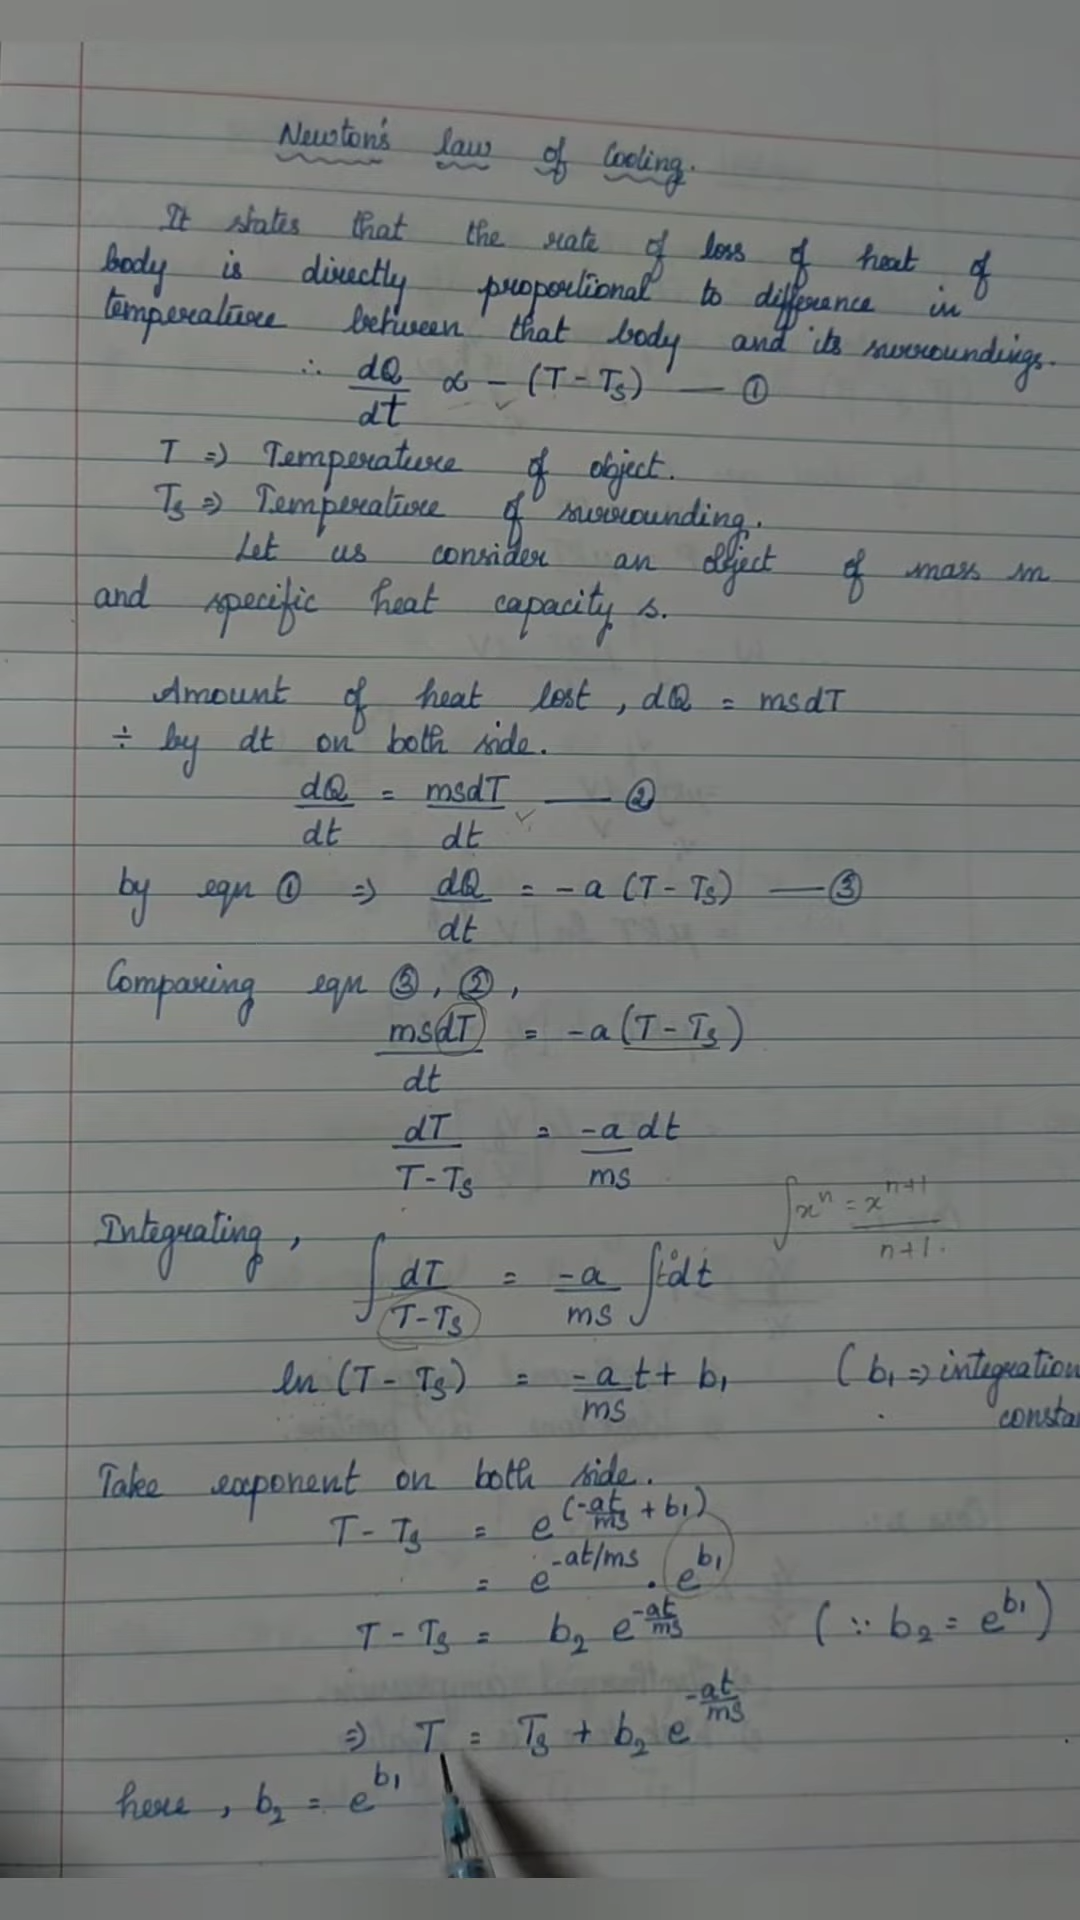 Newton's law of Cooling.
It states that the rate of loss of heat of
body is directly proportional to difference in
temperature between that body and its surroundings.
∴ dQ/dt ∝ - (T - Ts) — ①
T ⇒ Temperature of object.
Ts ⇒ Temperature of surrounding.
Let us consider an object of mass m
and specific heat capacity s.
Amount of heat lost, dQ = msdT
÷ by dt on both side.
dQ/dt = msdT/dt — ②
by eqn ① ⇒ dQ/dt = -a (T - Ts) — ③
Comparing eqn ③, ②,
msdT/dt = -a (T - Ts)
dT/(T - Ts) = -a/ms dt
∫xⁿ = xⁿ⁺¹/n+1.
Integrating,
∫ dT/(T - Ts) = -a/ms ∫t°dt
ln (T - Ts) = -a/ms t + b₁ (b₁ ⇒ integration
consta
Take exponent on both side.
T - Ts = e^(-at/ms + b₁)
= e^-at/ms . e^b₁
T - Ts = b₂ e^-at/ms (∵ b₂ = e^b₁)
⇒ T = Ts + b₂ e^-at/ms
here, b₂ = e^b₁